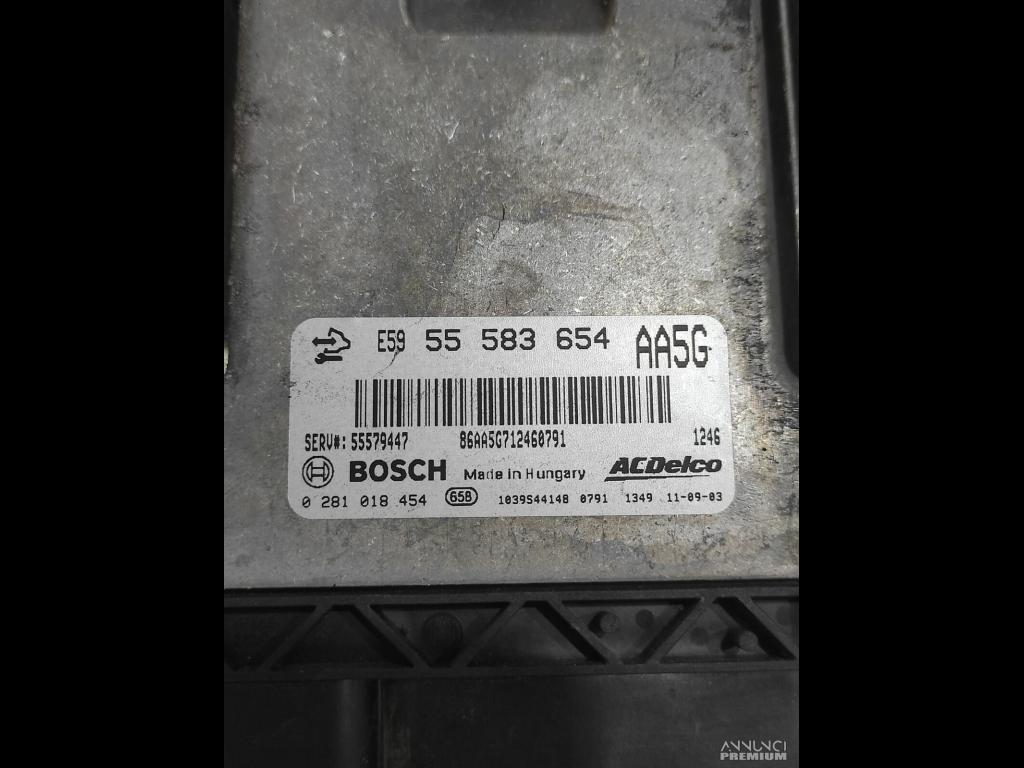 E59 55 583 654 AA5G
SERV#: 55579447 86AA5G712460791 1246
BOSCH Made in Hungary ACDelco
0 281 018 454 658 1039S44148 0791 1349 11-09-03
ANNUNCI
PREMIUM